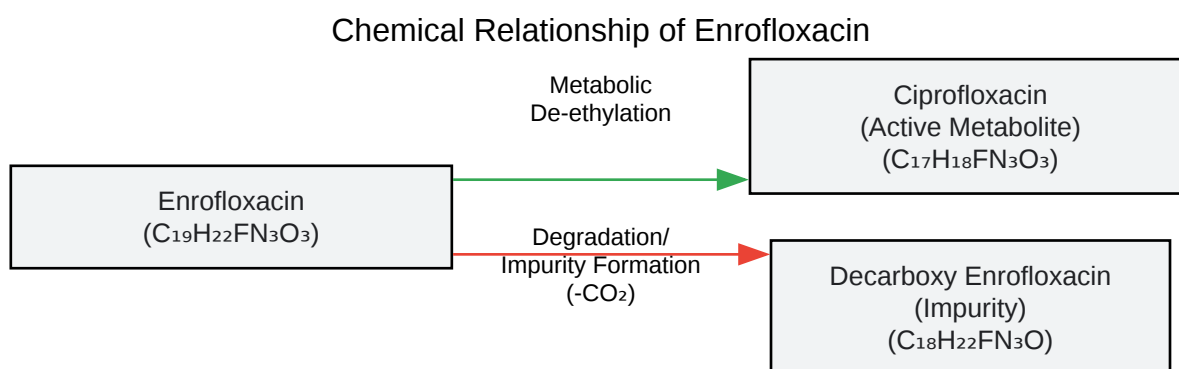 Chemical Relationship of Enrofloxacin
Metabolic
De-ethylation
Ciprofloxacin
(Active Metabolite)
(C₁₇H₁₈FN₃O₃)
Enrofloxacin
(C₁₉H₂₂FN₃O₃)
Degradation/
Impurity Formation
(-CO₂)
Decarboxy Enrofloxacin
(Impurity)
(C₁₈H₂₂FN₃O)